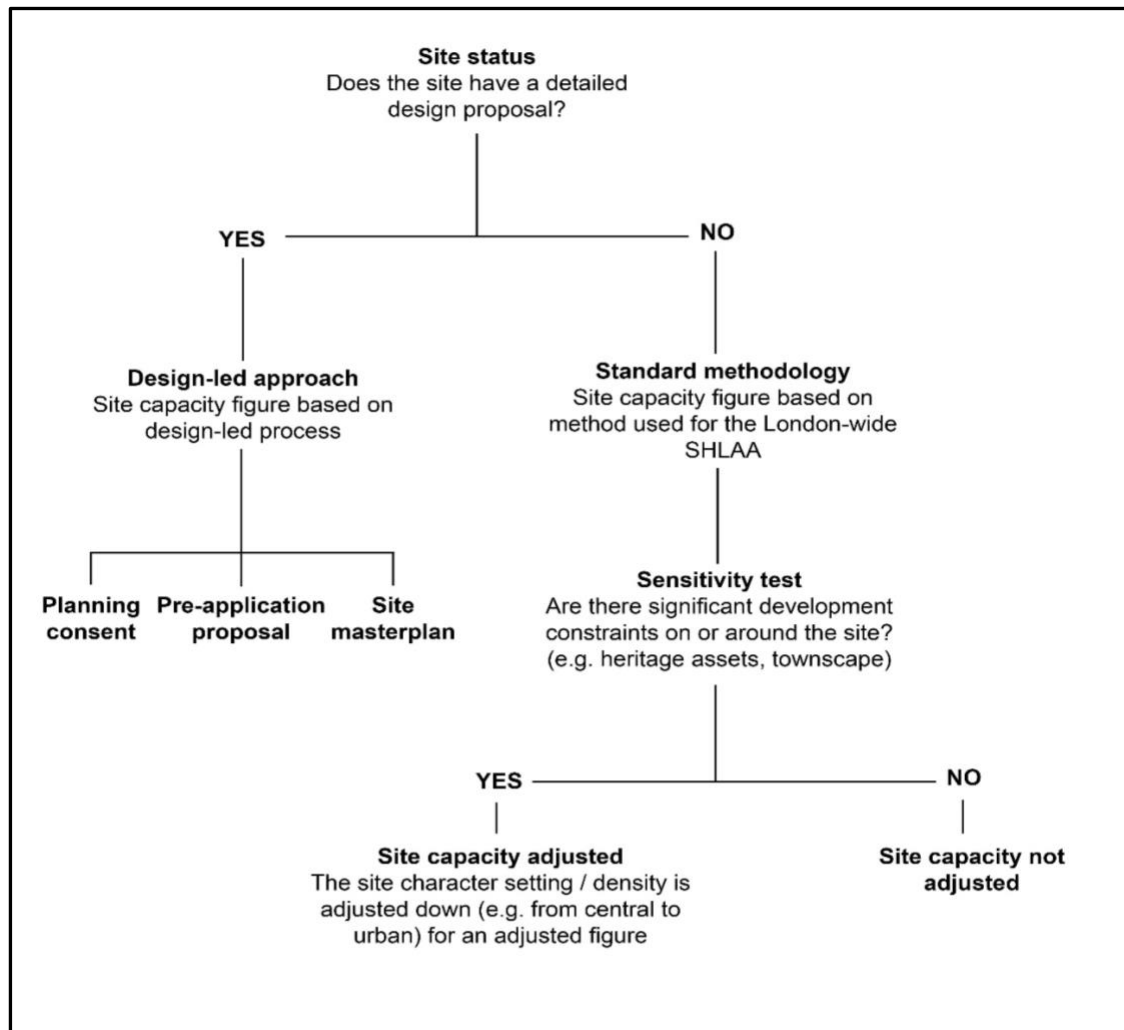 Site status
Does the site have a detailed
design proposal?
YES
NO
Design-led approach
Site capacity figure based on
design-led process
Standard methodology
Site capacity figure based on
method used for the London-wide
SHLAA
Planning
consent
Pre-application
proposal
Site
masterplan
Sensitivity test
Are there significant development
constraints on or around the site?
(e.g. heritage assets, townscape)
YES
NO
Site capacity adjusted
The site character setting / density is
adjusted down (e.g. from central to
urban) for an adjusted figure
Site capacity not
adjusted